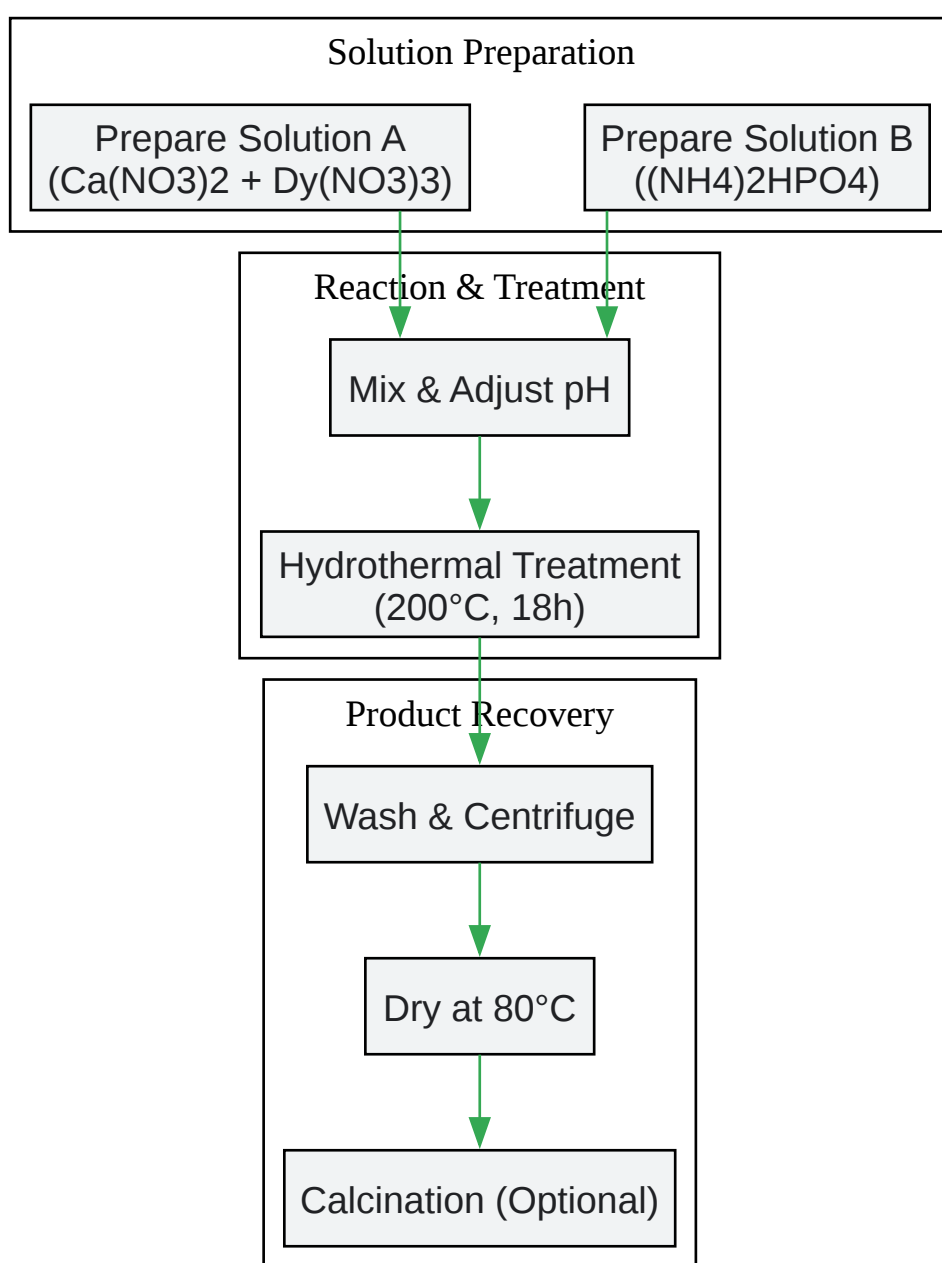 Solution Preparation
Prepare Solution A
(Ca(NO3)2 + Dy(NO3)3)
Prepare Solution B
((NH4)2HPO4)
Reaction & Treatment
Mix & Adjust pH
Hydrothermal Treatment
(200°C, 18h)
Product Recovery
Wash & Centrifuge
Dry at 80°C
Calcination (Optional)